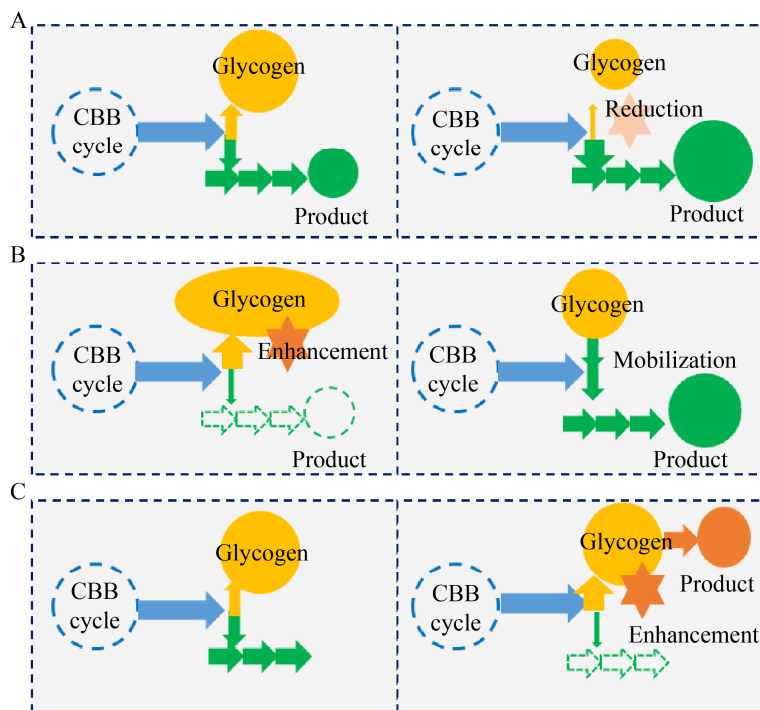 A
Glycogen
CBB
cycle
Product
Glycogen
Reduction
CBB
cycle
Product
B
Glycogen
Enhancement
CBB
cycle
Product
Glycogen
CBB
cycle
Mobilization
Product
C
Glycogen
CBB
cycle
Glycogen
Product
CBB
cycle
Enhancement